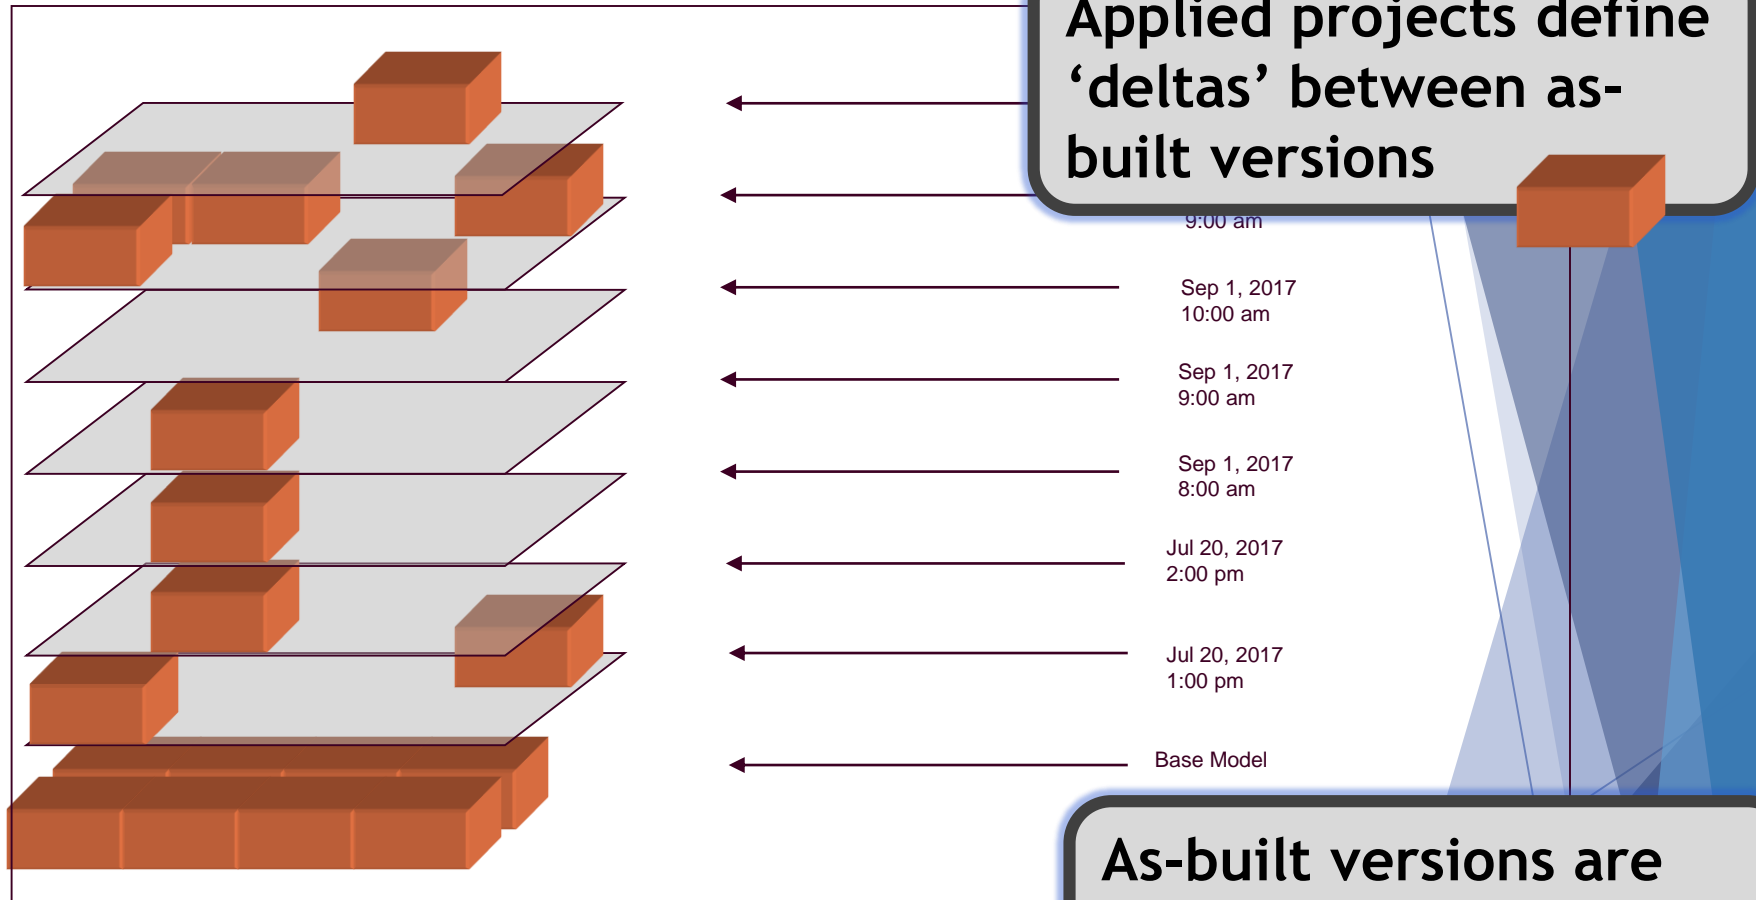 Applied projects define
‘deltas’ between as-
built versions
9:00 am
Sep 1, 2017
10:00 am
Sep 1, 2017
9:00 am
Sep 1, 2017
8:00 am
Jul 20, 2017
2:00 pm
Jul 20, 2017
1:00 pm
Base Model
As-built versions are